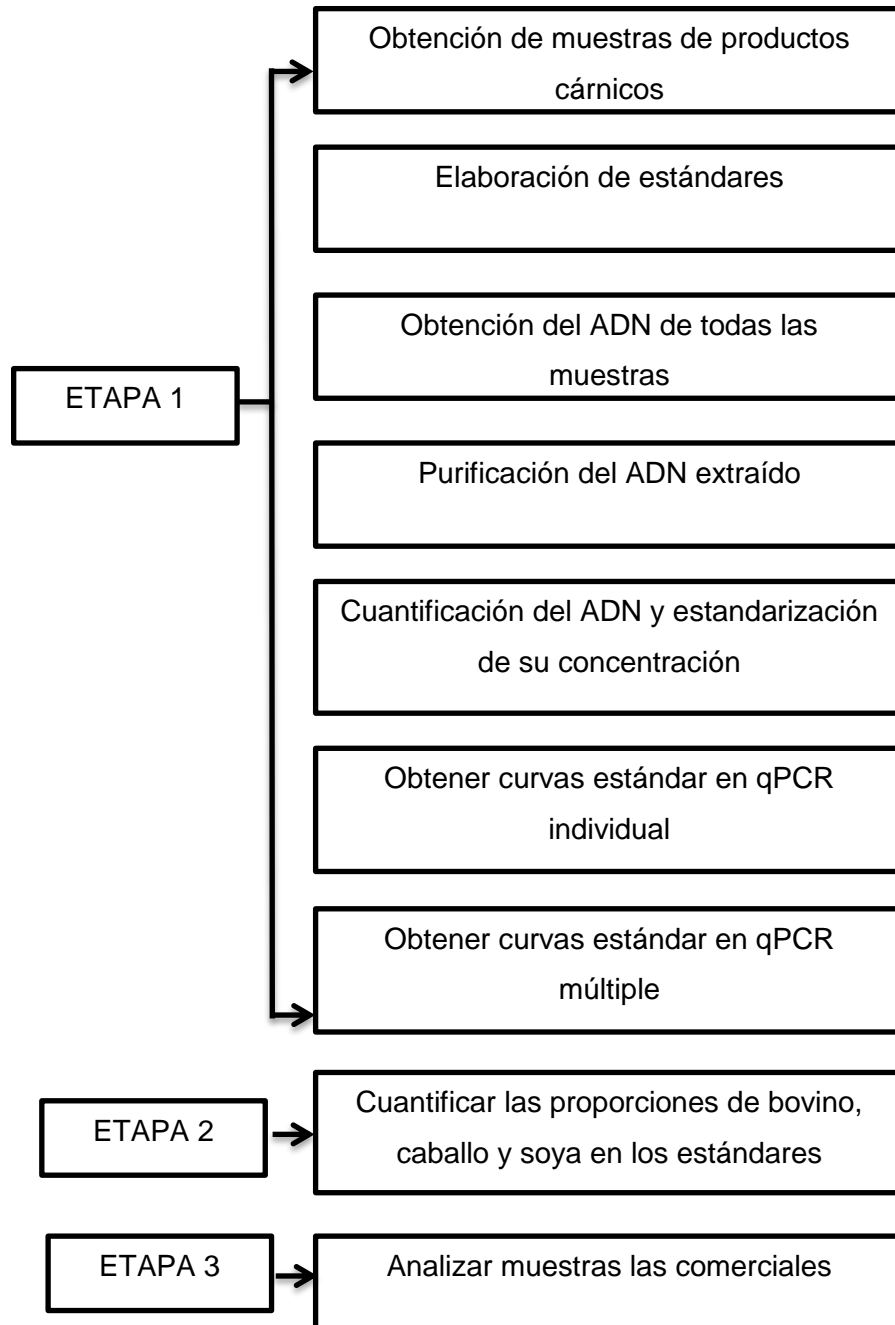 Obtención de muestras de productos
cárnicos
Elaboración de estándares
Obtención del ADN de todas las
muestras
ETAPA 1
Purificación del ADN extraído
Cuantificación del ADN y estandarización
de su concentración
Obtener curvas estándar en qPCR
individual
Obtener curvas estándar en qPCR
múltiple
ETAPA 2
Cuantificar las proporciones de bovino,
caballo y soya en los estándares
ETAPA 3
Analizar muestras las comerciales